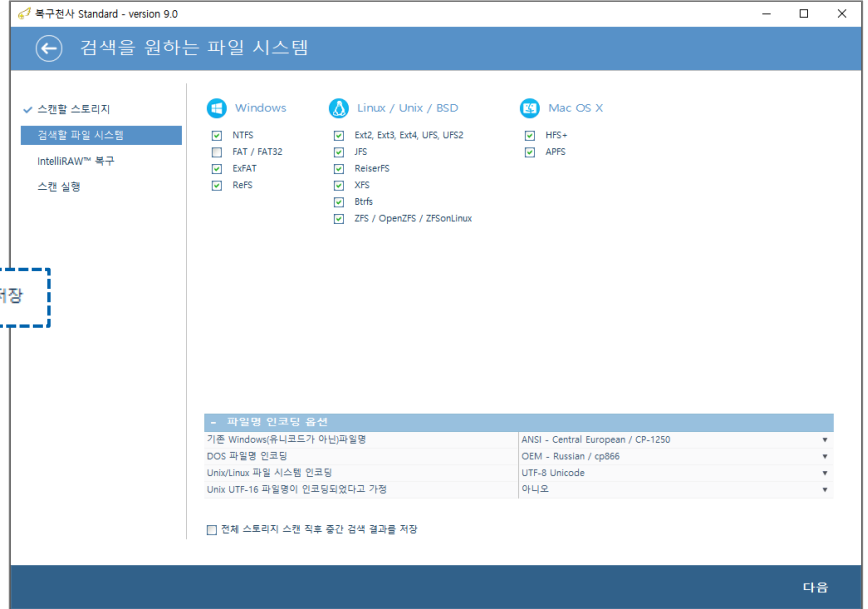 복구천사 Standard - version 9.0
검색을 원하는 파일 시스템
스캔할 스토리지
검색할 파일 시스템
IntelliRAW™ 복구
스캔 실행
저장
Windows
NTFS
FAT / FAT32
ExFAT
ReFS
Linux / Unix / BSD
Ext2, Ext3, Ext4, UFS, UFS2
JFS
ReiserFS
XFS
Btrfs
ZFS / OpenZFS / ZFSonLinux
Mac OS X
HFS+
APFS
– 파일명 인코딩 옵션
기존 Windows(유니코드가 아닌)파일명 ANSI - Central European / CP-1250
DOS 파일명 인코딩 OEM - Russian / cp866
Unix/Linux 파일 시스템 인코딩 UTF-8 Unicode
Unix UTF-16 파일명이 인코딩되었다고 가정 아니오
전체 스토리지 스캔 직후 중간 검색 결과를 저장
다음